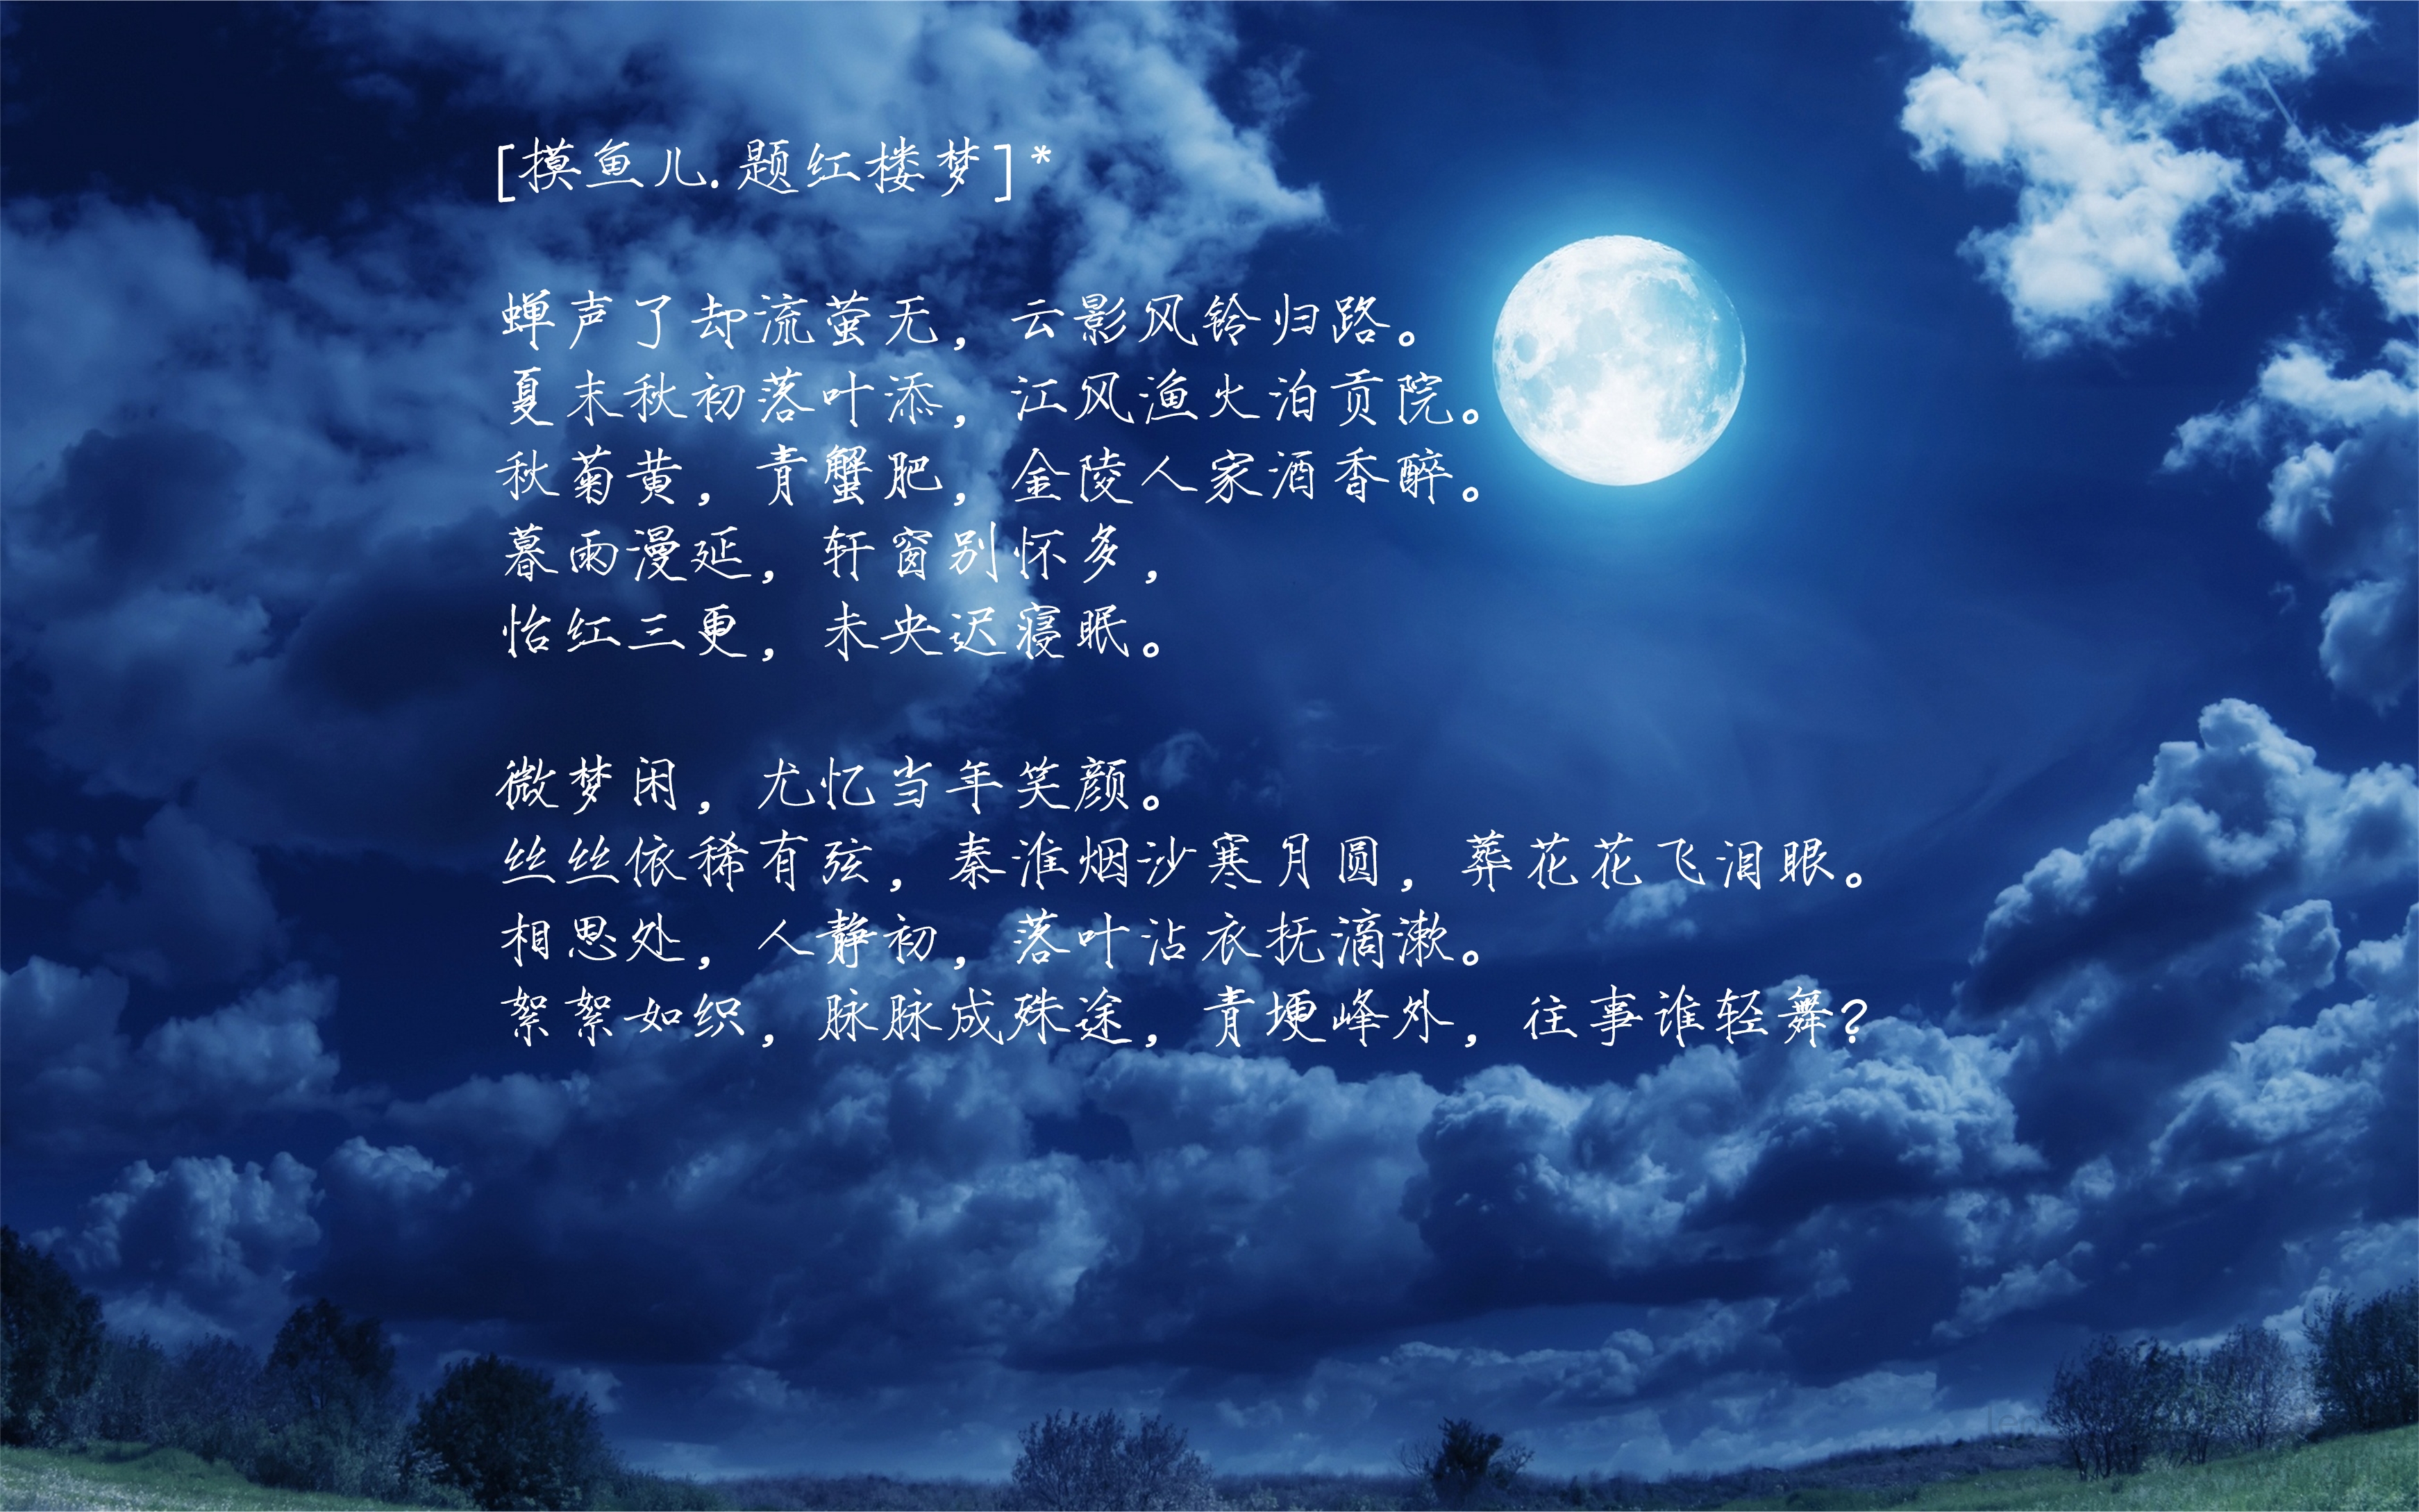 [摸鱼儿.题红楼梦]*
蝉声了却流萤无，云影风铃归路。
夏末秋初落叶添，江风渔火泊贡院。
秋菊黄，青蟹肥，金陵人家酒香醉。
暮雨漫延，轩窗别怀多，
怡红三更，未央迟寝眠。
微梦闲，尤忆当年笑颜。
丝丝依稀有弦，秦淮烟沙寒月圆，葬花花飞泪眼。
相思处，人静初，落叶沾衣抚滴漱。
絮絮如织，脉脉成殊途，青埂峰外，往事谁轻舞？